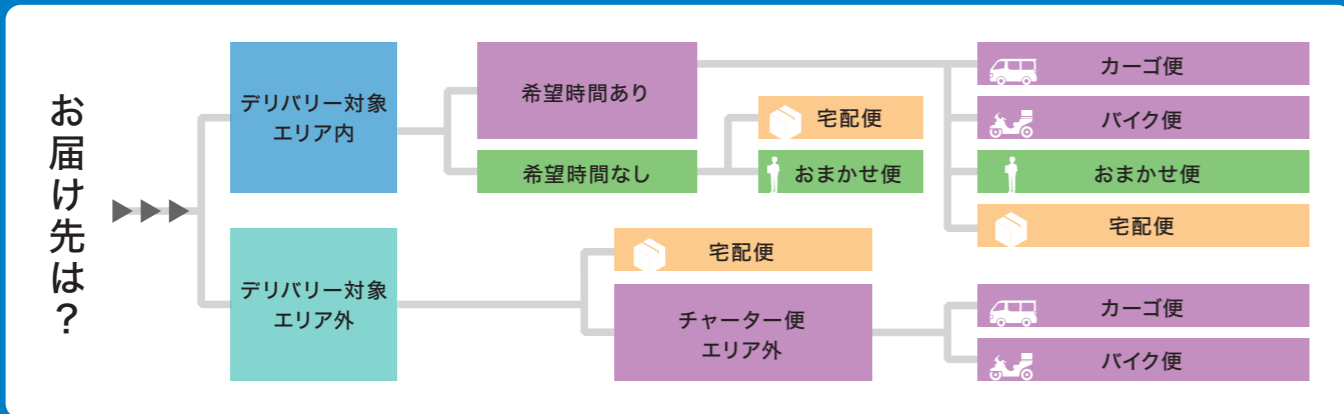 お届け先は？
デリバリー対象
エリア内
希望時間あり
希望時間なし
宅配便
おまかせ便
カーゴ便
バイク便
おまかせ便
宅配便
デリバリー対象
エリア外
宅配便
チャーター便
エリア外
カーゴ便
バイク便